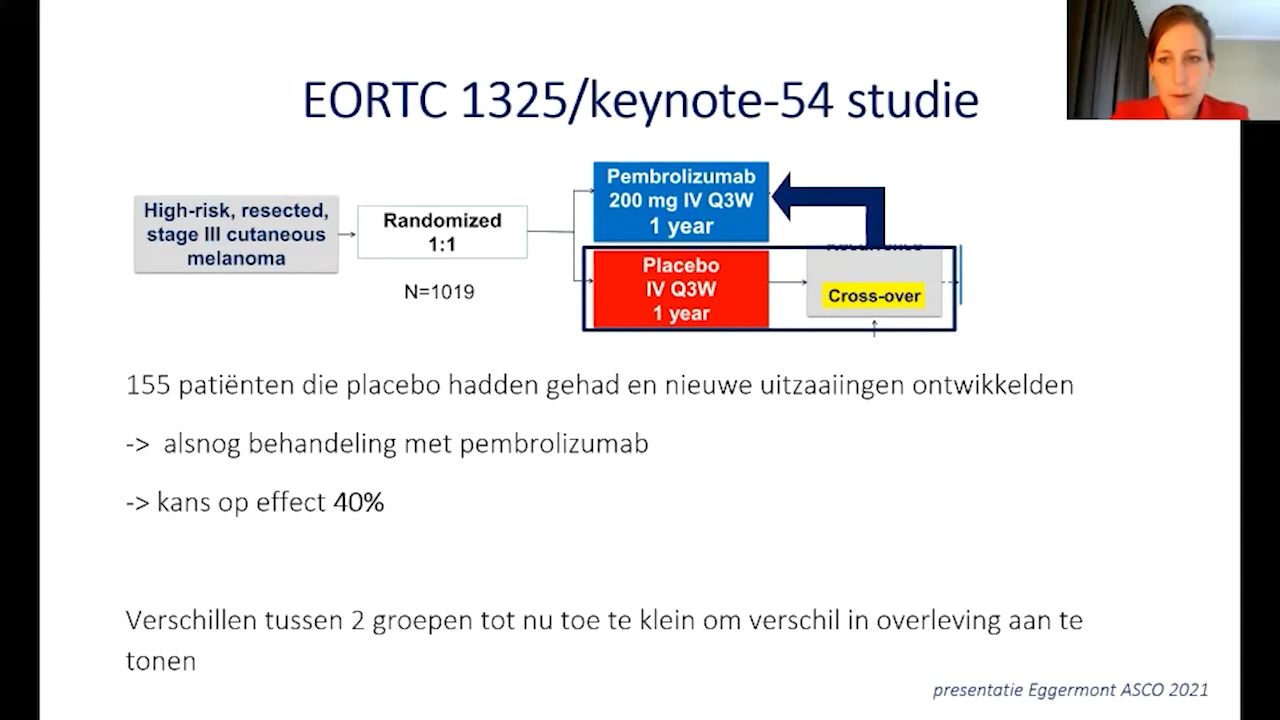 EORTC 1325/keynote-54 studie
High-risk, resected,
stage III cutaneous
melanoma
Randomized
1:1
N=1019
Pembrolizumab
200 mg IV Q3W
1 year
Placebo
IV Q3W
1 year
Cross-over
155 patiënten die placebo hadden gehad en nieuwe uitzaaiingen ontwikkelden
-> alsnog behandeling met pembrolizumab
-> kans op effect 40%
Verschillen tussen 2 groepen tot nu toe te klein om verschil in overleving aan te
tonen
presentatie Eggermont ASCO 2021